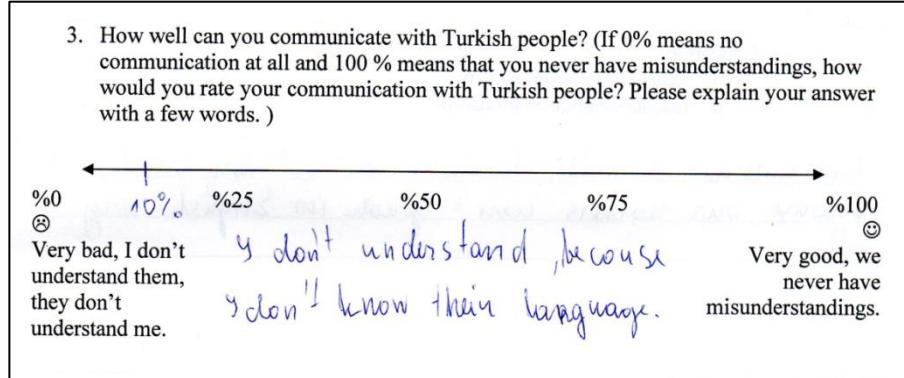 3. How well can you communicate with Turkish people? (If 0% means no
communication at all and 100 % means that you never have misunderstandings, how
would you rate your communication with Turkish people? Please explain your answer
with a few words. )
%0 10% %25 %50 %75 %100
☹ ☺
Very bad, I don't
understand them,
they don't
understand me.
I don't understand, becouse
I don't know their language.
Very good, we
never have
misunderstandings.